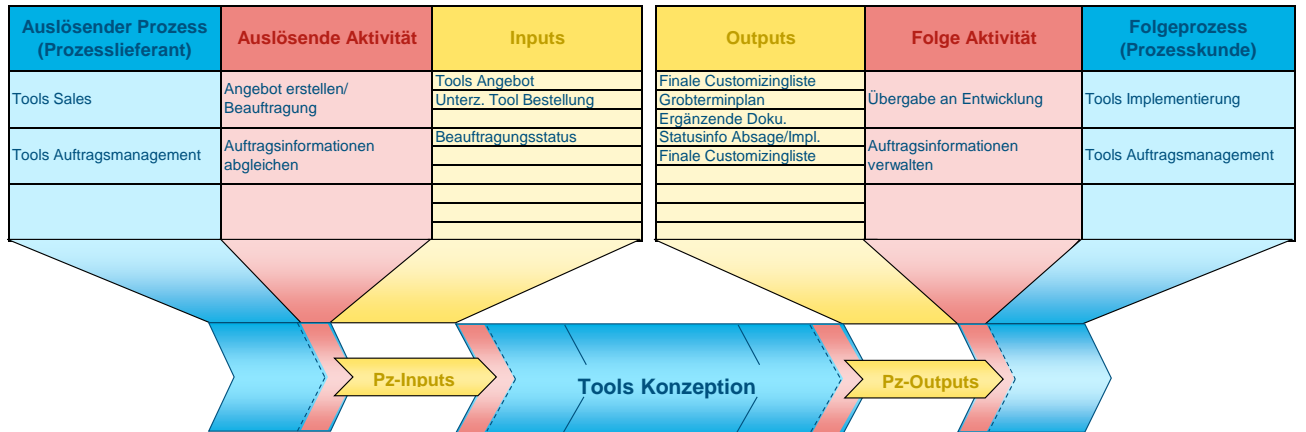 Auslösender Prozess
(Prozesslieferant)
Auslösende Aktivität
Inputs
Tools Sales
Angebot erstellen/
Beauftragung
Tools Angebot
Unterz. Tool Bestellung
Tools Auftragsmanagement
Auftragsinformationen
abgleichen
Beauftragungsstatus
Outputs
Folge Aktivität
Folgeprozess
(Prozesskunde)
Finale Customizingliste
Grobterminplan
Ergänzende Doku.
Übergabe an Entwicklung
Tools Implementierung
Statusinfo Absage/Impl.
Finale Customizingliste
Auftragsinformationen
verwalten
Tools Auftragsmanagement
Pz-Inputs
Tools Konzeption
Pz-Outputs